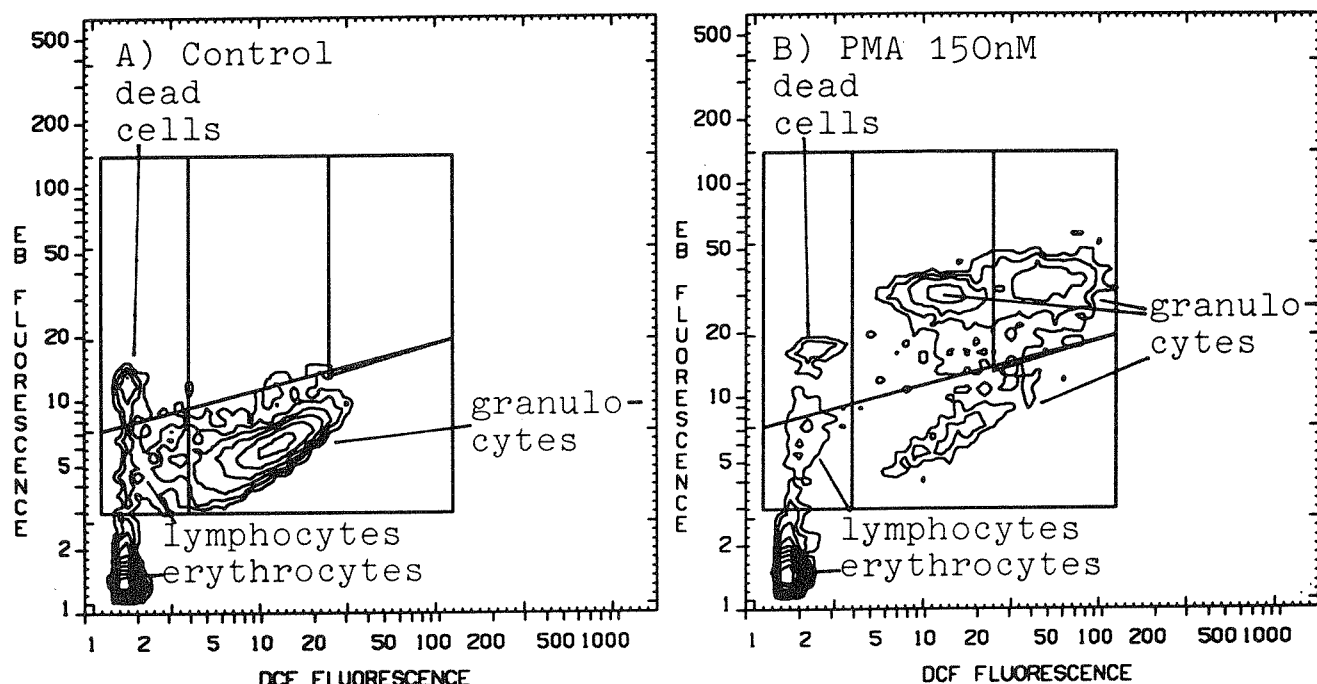 A) Control
dead
cells
500
200
100
50
20
10
5
2
1
EB FLUORESCENCE
granulo-
cytes
lymphocytes
erythrocytes
1 2 5 10 20 50 100 200 500 1000
DCF FLUORESCENCE
B) PMA 150nM
dead
cells
500
200
100
50
20
10
5
2
1
EB FLUORESCENCE
granulo-
cytes
lymphocytes
erythrocytes
1 2 5 10 20 50 100 200 500 1000
DCF FLUORESCENCE